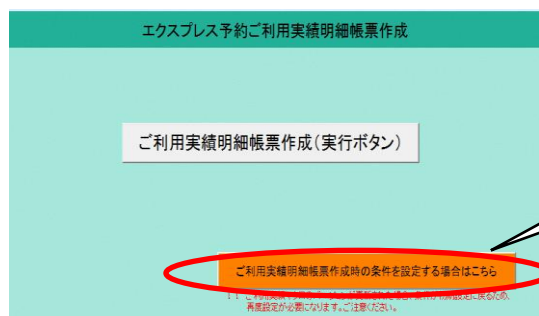 エクスプレス予約ご利用実績明細帳票作成
ご利用実績明細帳票作成(実行ボタン)
ご利用実績明細帳票作成時の条件を設定する場合はこちら
再度設定が必要になります。ご注意ください。